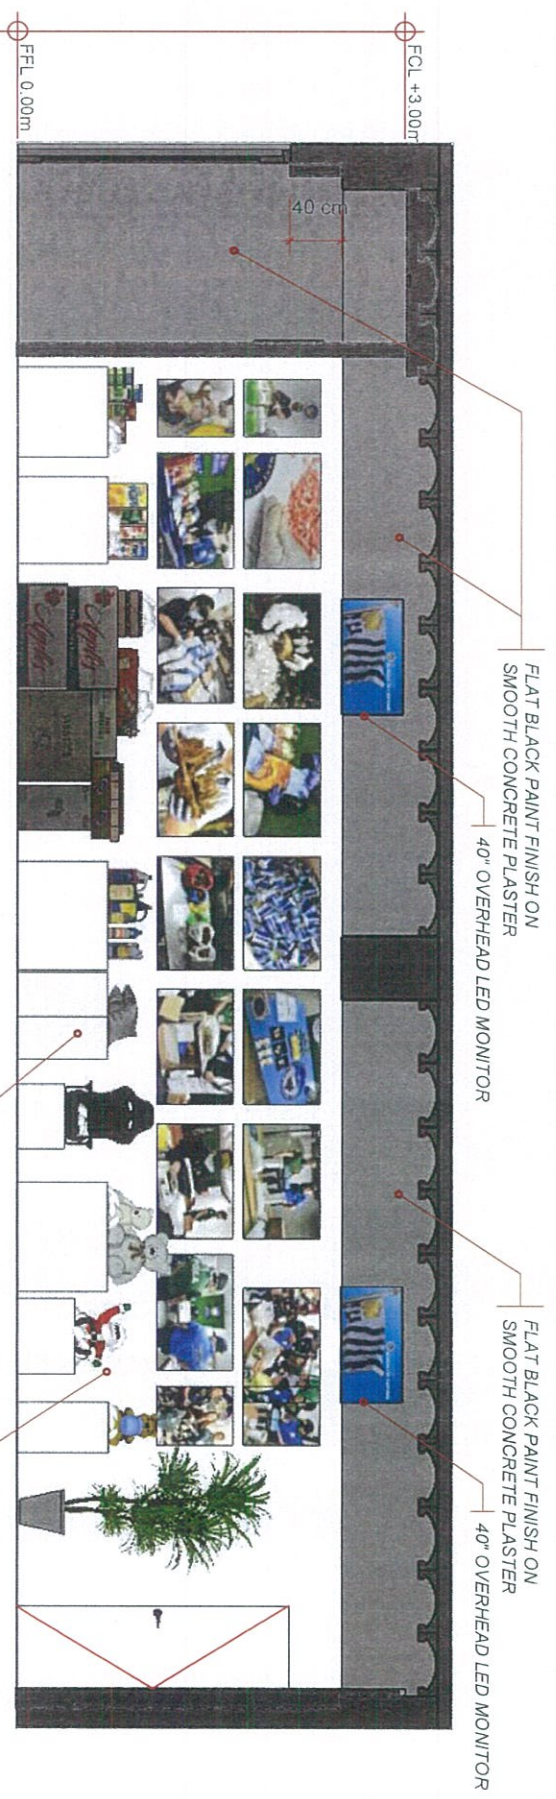 FCL +3.00m
FFL 0.00m
40 cm
FLAT BLACK PAINT FINISH ON
SMOOTH CONCRETE PLASTER
40" OVERHEAD LED MONITOR
FLAT BLACK PAINT FINISH ON
SMOOTH CONCRETE PLASTER
40" OVERHEAD LED MONITOR